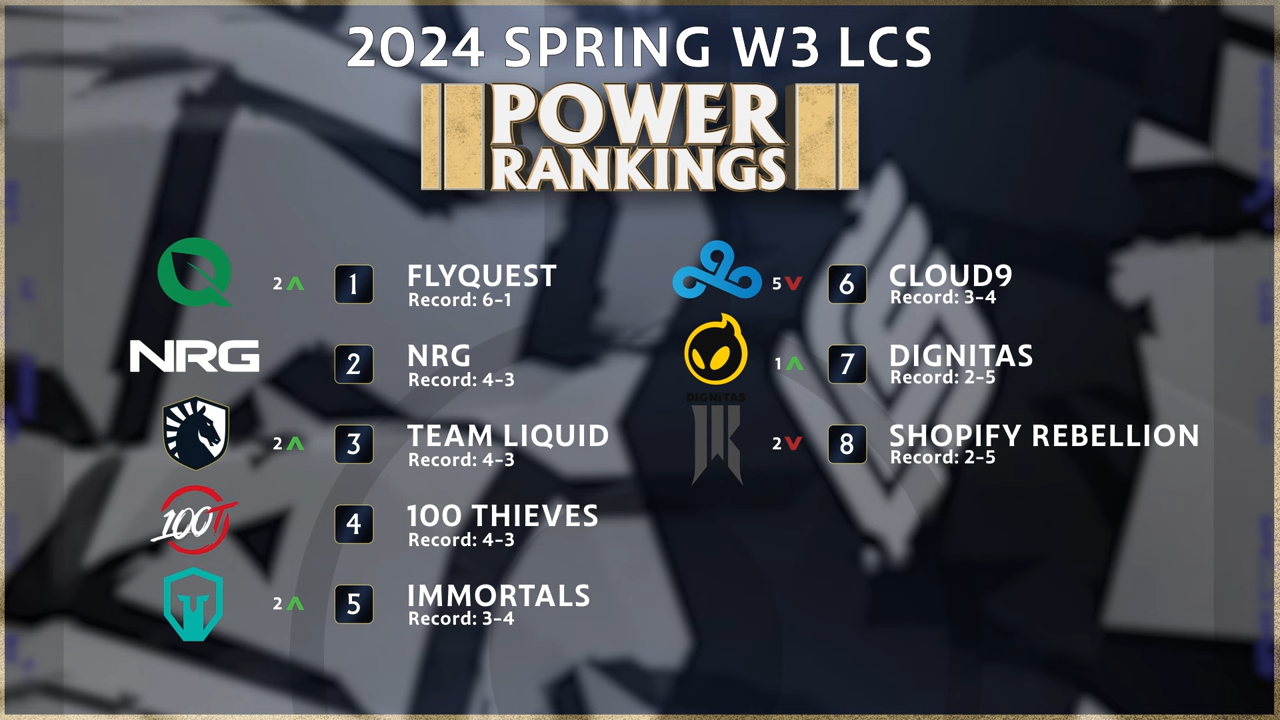 2024 SPRING W3 LCS
POWER
RANKINGS
2 1 FLYQUEST
Record: 6-1
NRG 2 NRG
Record: 4-3
2 3 TEAM LIQUID
Record: 4-3
100T 4 100 THIEVES
Record: 4-3
2 5 IMMORTALS
Record: 3-4
5 6 CLOUD9
Record: 3-4
1 7 DIGNITAS
Record: 2-5
DIGNITAS
2 8 SHOPIFY REBELLION
Record: 2-5